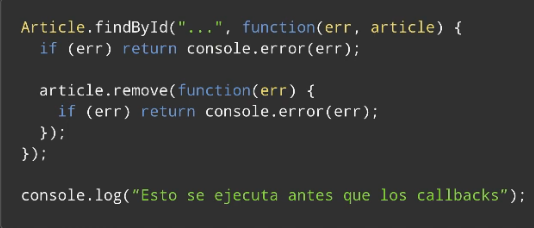 Article.findById("...", function(err, article) {
  if (err) return console.error(err);

  article.remove(function(err) {
    if (err) return console.error(err);
  });
});

console.log(“Esto se ejecuta antes que los callbacks”);